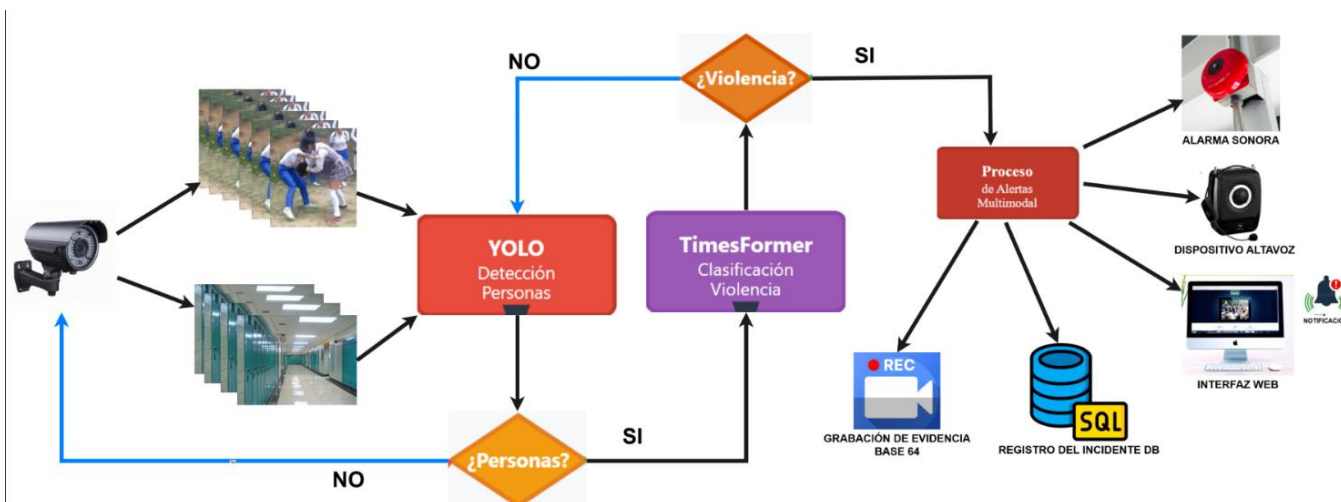 NO
¿Violencia?
SI
ALARMA SONORA
Proceso
de Alertas
Multimodal
YOLO
Detección
Personas
TimesFormer
Clasificación
Violencia
DISPOSITIVO ALTAVOZ
NOTIFICACIO
INTERFAZ WEB
REC
GRABACIÓN DE EVIDENCIA
BASE 64
SQL
REGISTRO DEL INCIDENTE DB
¿Personas?
SI
NO